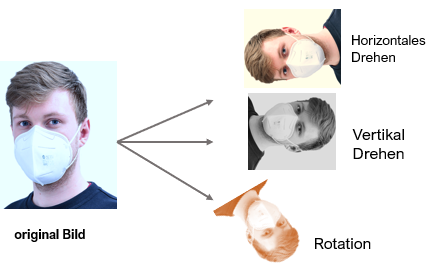 Horizontales
Drehen
Vertikal
Drehen
original Bild
Rotation